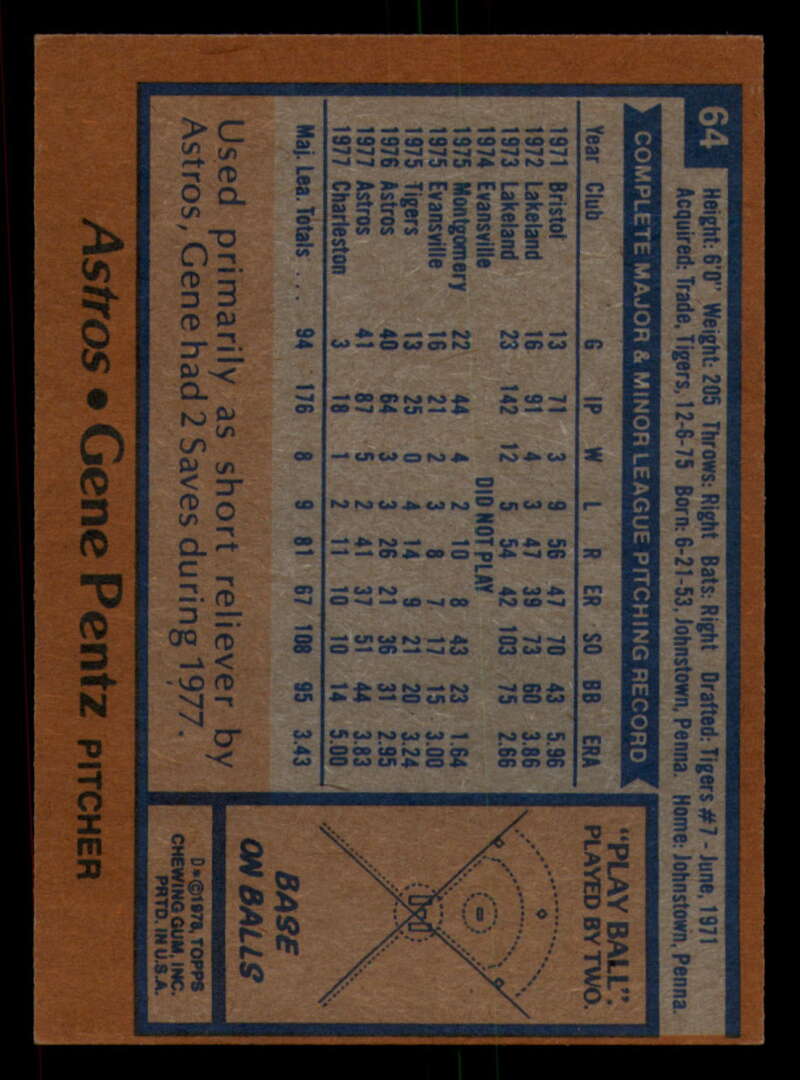 64
Height: 6'0" Weight: 205 Throws: Right Bats: Right Drafted: Tigers #7 - June, 1971
Acquired: Trade, Tigers, 12-6-75 Born: 6-21-53, Johnstown, Penna. Home: Johnstown, Penna.
COMPLETE MAJOR & MINOR LEAGUE PITCHING RECORD
Year Club G IP W L R ER SO BB ERA
1971 Bristol 13 71 3 9 56 47 70 43 5.96
1972 Lakeland 16 91 4 3 47 39 73 60 3.86
1973 Lakeland 23 142 12 5 54 42 103 75 2.66
1974 Evansville DID NOT PLAY
1975 Montgomery 22 44 4 2 10 8 43 23 1.64
1975 Evansville 16 21 2 3 8 7 17 15 3.00
1975 Tigers 13 25 0 4 14 9 21 20 3.24
1976 Astros 40 64 3 3 26 21 36 31 2.95
1977 Astros 41 87 5 2 41 37 51 44 3.83
1977 Charleston 3 18 1 2 11 10 10 14 5.00
Maj. Lea. Totals . . . 94 176 8 9 81 67 108 95 3.43
Used primarily as short reliever by
Astros, Gene had 2 Saves during 1977.
"PLAY BALL".
PLAYED BY TWO.
BASE
ON BALLS
D*©1978, TOPPS
CHEWING GUM, INC.
PRTD. IN U.S.A.
Astros • Gene Pentz PITCHER